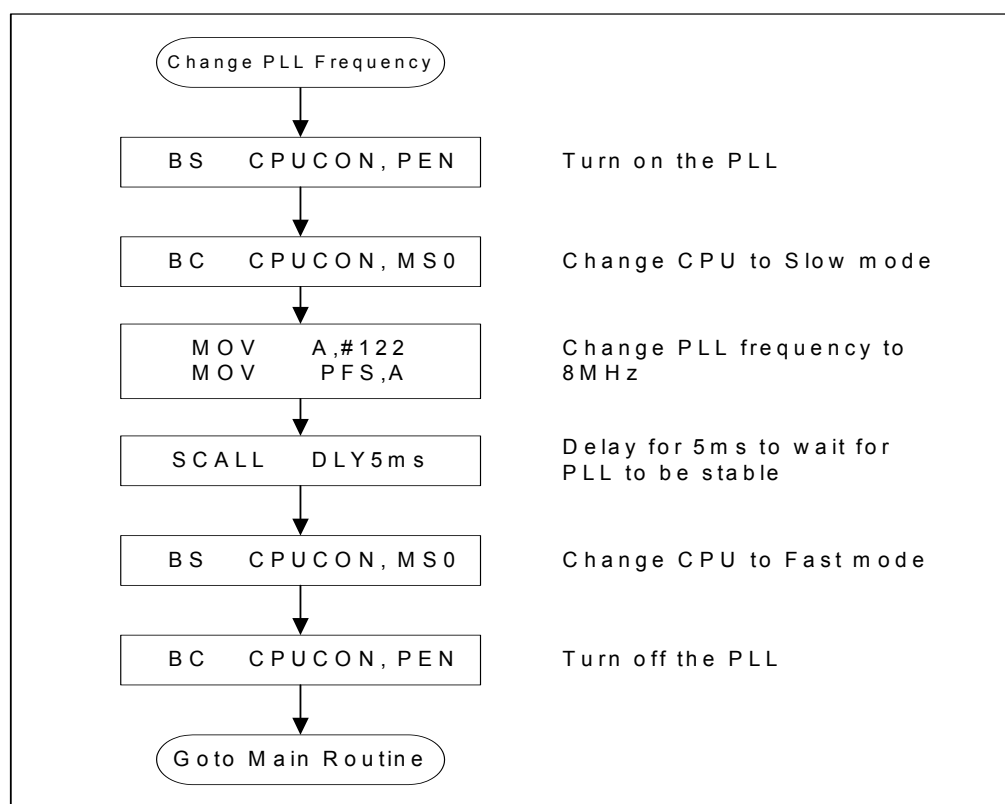 Change PLL Frequency
BS CPUCON, PEN
Turn on the PLL
BC CPUCON, MS0
Change CPU to Slow mode
MOV A,#122
MOV PFS,A
Change PLL frequency to
8MHz
SCALL DLY5ms
Delay for 5ms to wait for
PLL to be stable
BS CPUCON, MS0
Change CPU to Fast mode
BC CPUCON, PEN
Turn off the PLL
Goto Main Routine